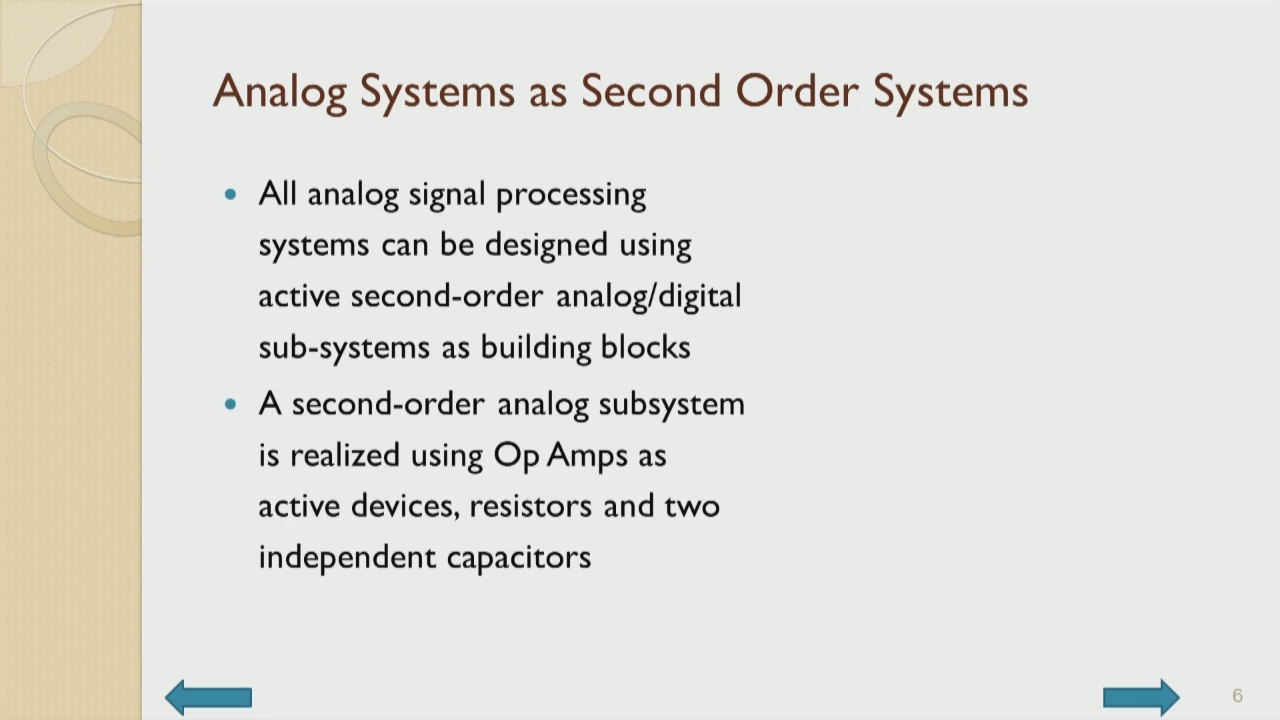 Analog Systems as Second Order Systems
• All analog signal processing
systems can be designed using
active second-order analog/digital
sub-systems as building blocks
• A second-order analog subsystem
is realized using Op Amps as
active devices, resistors and two
independent capacitors
6